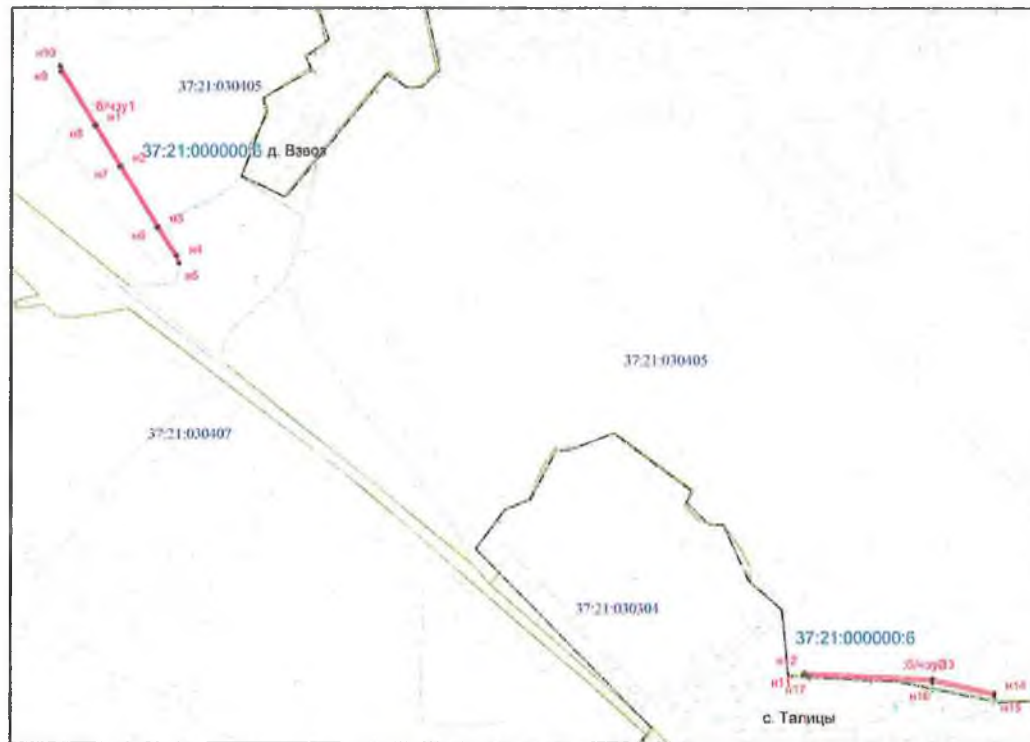 н10
н9
37:21:030405
:6/чзу1
н1
н8
37:21:000000:6 д. Взвоз
н2
н7
н3
н6
н4
н5
37:21:030405
37:21:030407
37:21:030304
37:21:000000:6
н12
н11
н17
н14
н16
н15
с. Талицы